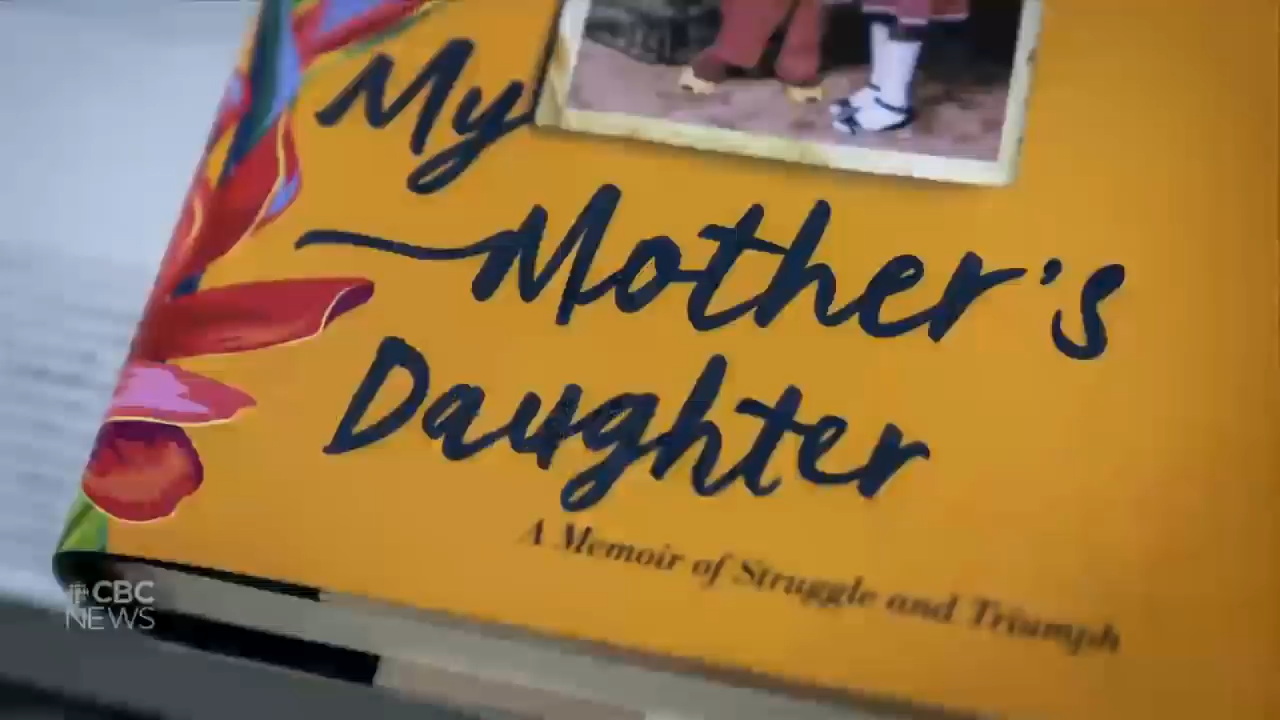 My
Mother's
Daughter
A Memoir of Struggle and Triumph
CBC
NEWS